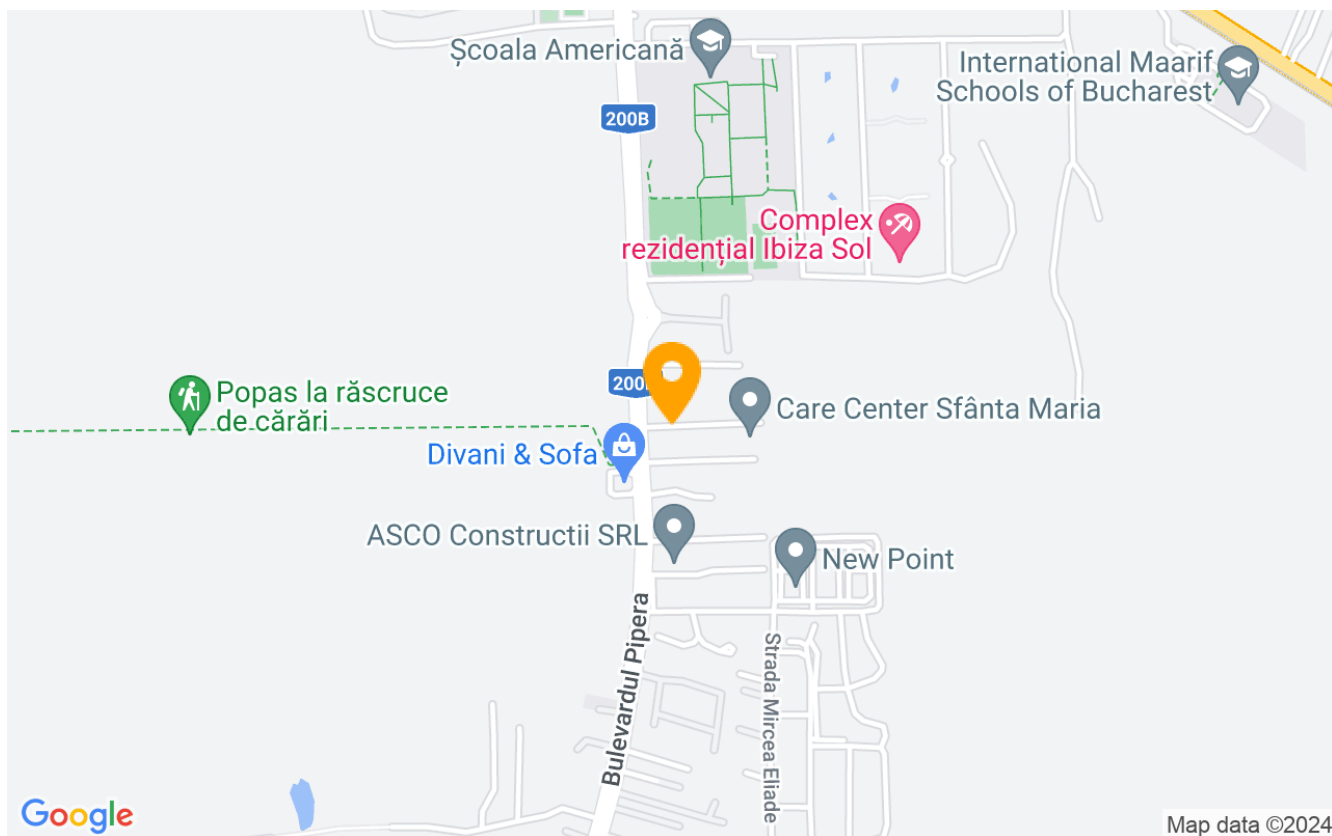 Școala Americană
International Maarif
Schools of Bucharest
200B
Complex
rezidențial Ibiza Sol
Popas la răscruce
de cărări
200
Care Center Sfânta Maria
Divani & Sofa
ASCO Constructii SRL
New Point
Bulevardul Pipera
Strada Mircea Eliade
Google
Map data ©2024